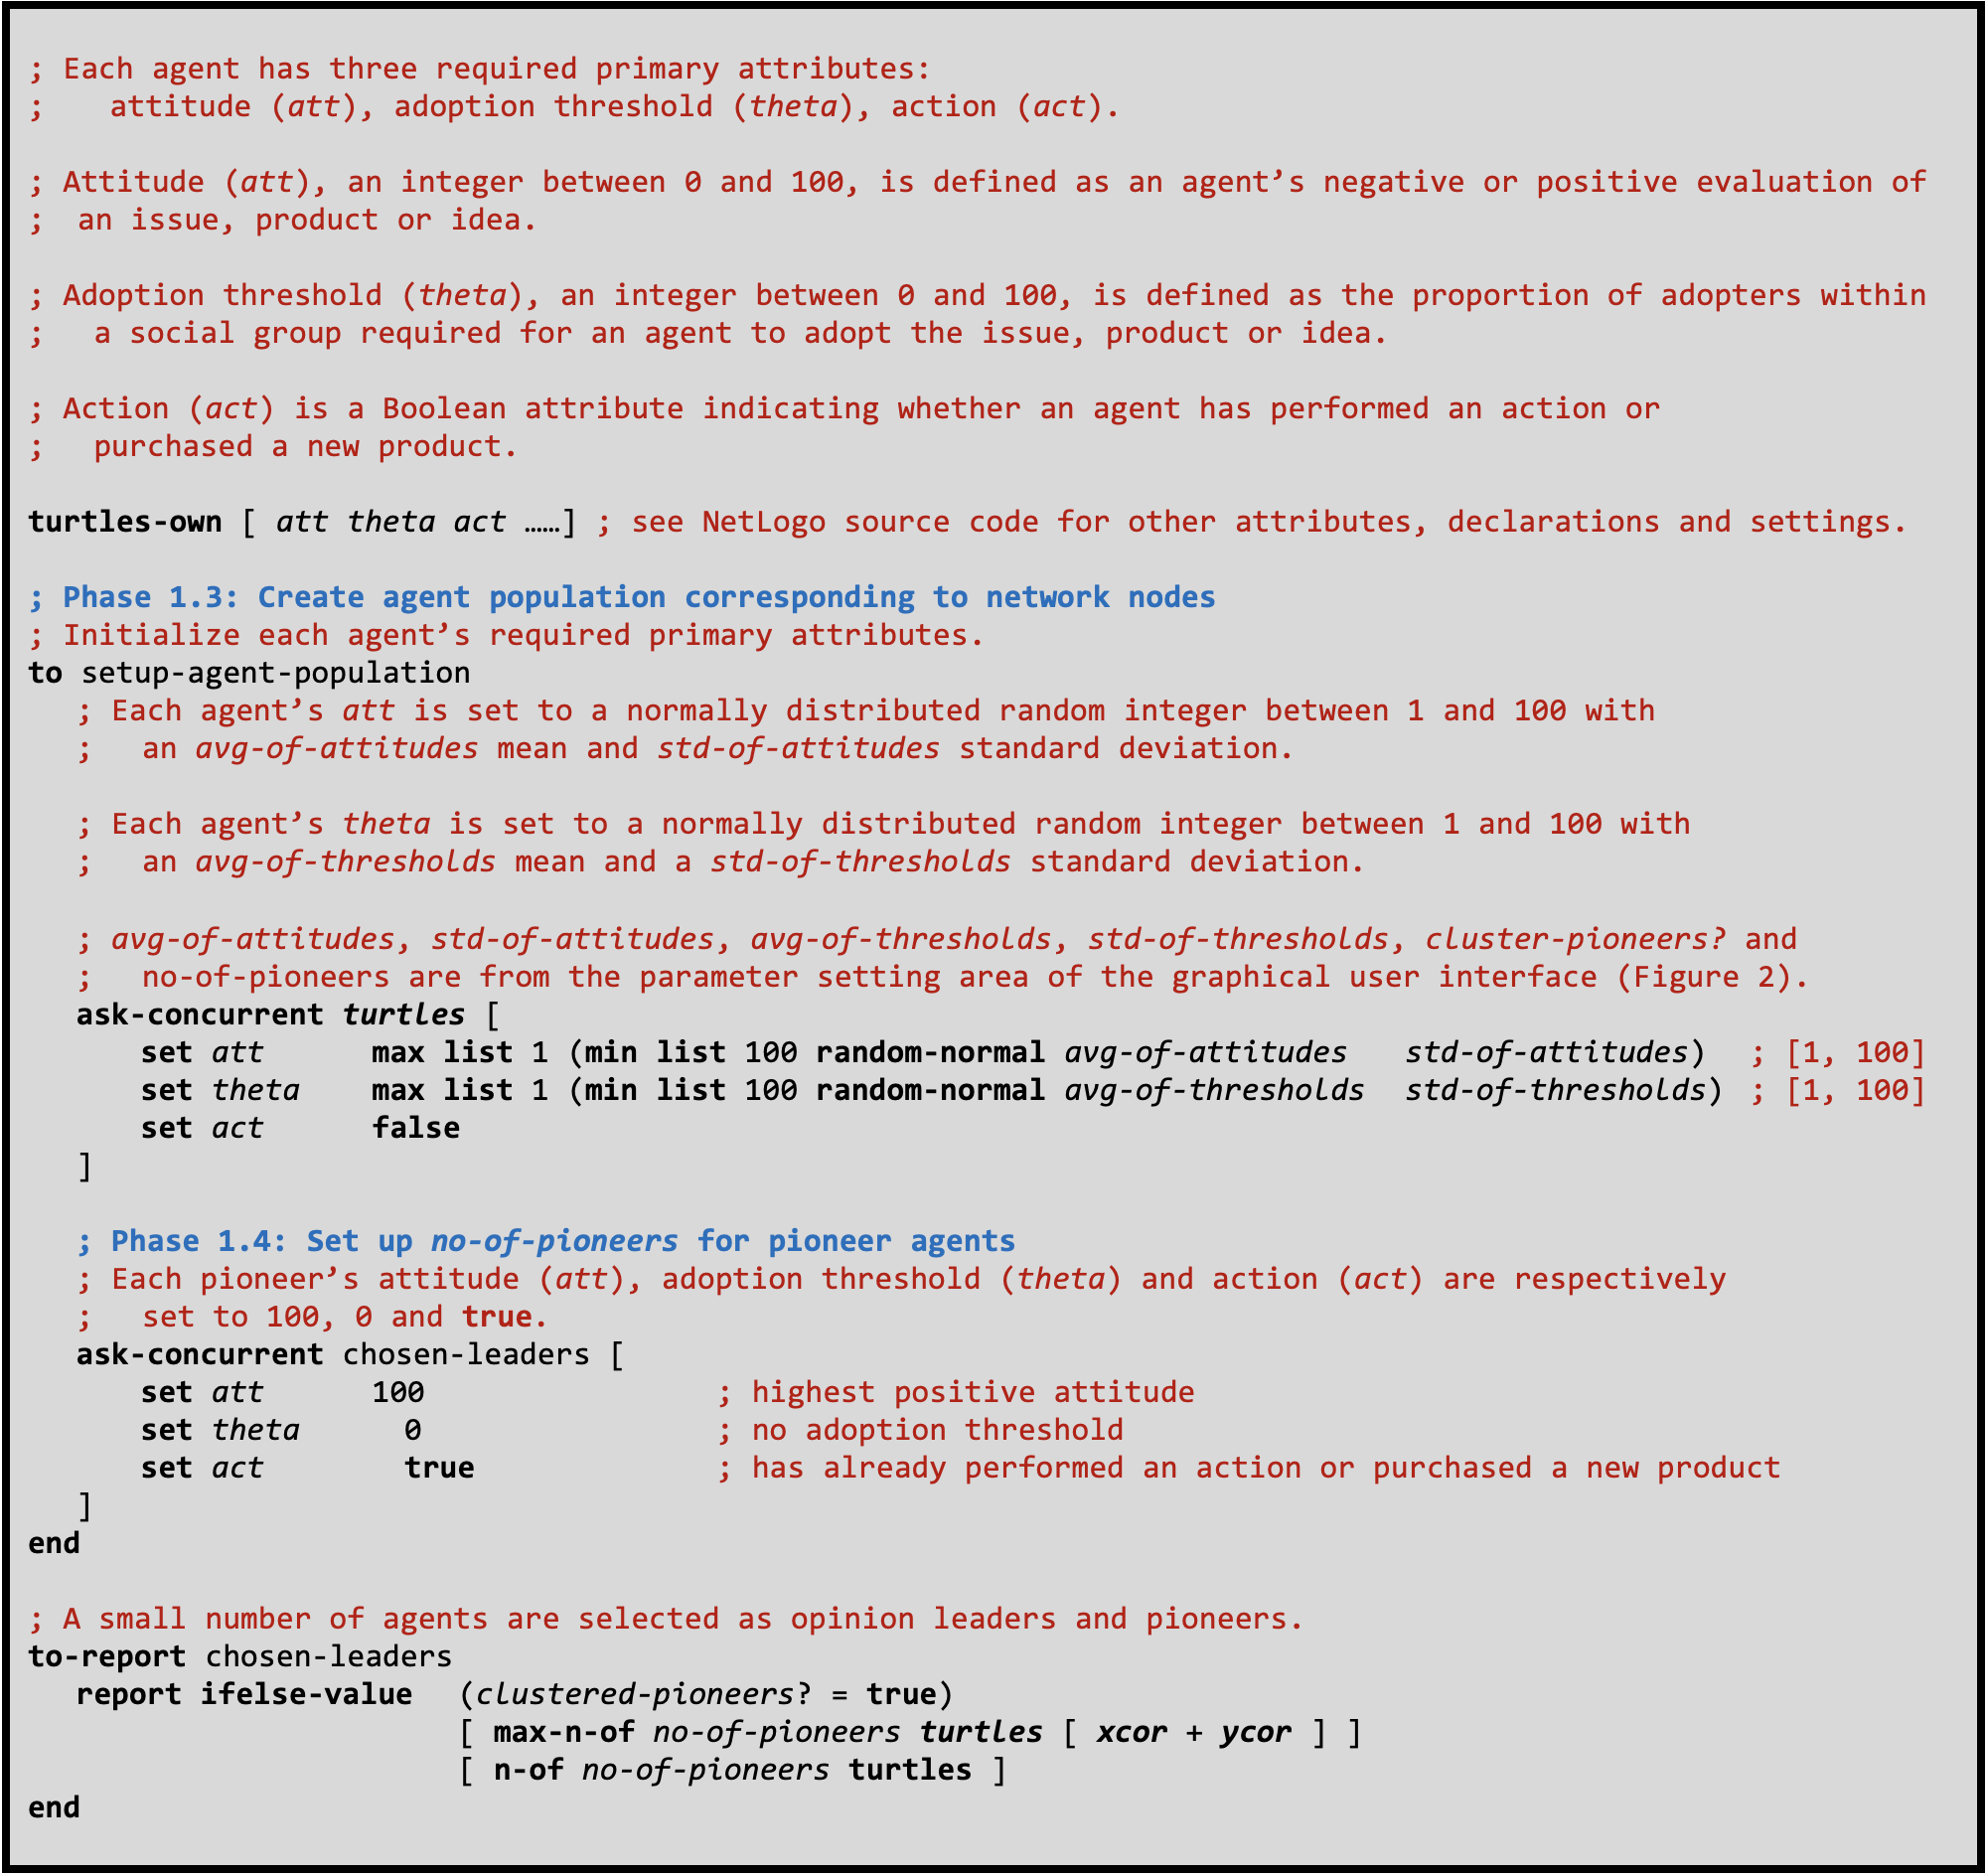 ; Each agent has three required primary attributes:
;    attitude (att), adoption threshold (theta), action (act).
; Attitude (att), an integer between 0 and 100, is defined as an agent’s negative or positive evaluation of
;  an issue, product or idea.
; Adoption threshold (theta), an integer between 0 and 100, is defined as the proportion of adopters within
;   a social group required for an agent to adopt the issue, product or idea.
; Action (act) is a Boolean attribute indicating whether an agent has performed an action or
;   purchased a new product.
turtles-own [ att theta act ……] ; see NetLogo source code for other attributes, declarations and settings.
; Phase 1.3: Create agent population corresponding to network nodes
; Initialize each agent’s required primary attributes.
to setup-agent-population
; Each agent’s att is set to a normally distributed random integer between 1 and 100 with
;   an avg-of-attitudes mean and std-of-attitudes standard deviation.
; Each agent’s theta is set to a normally distributed random integer between 1 and 100 with
;   an avg-of-thresholds mean and a std-of-thresholds standard deviation.
; avg-of-attitudes, std-of-attitudes, avg-of-thresholds, std-of-thresholds, cluster-pioneers? and
;   no-of-pioneers are from the parameter setting area of the graphical user interface (Figure 2).
ask-concurrent turtles [
set att      max list 1 (min list 100 random-normal avg-of-attitudes   std-of-attitudes)  ; [1, 100]
set theta    max list 1 (min list 100 random-normal avg-of-thresholds  std-of-thresholds) ; [1, 100]
set act      false
]
; Phase 1.4: Set up no-of-pioneers for pioneer agents
; Each pioneer’s attitude (att), adoption threshold (theta) and action (act) are respectively
;   set to 100, 0 and true.
ask-concurrent chosen-leaders [
set att      100                 ; highest positive attitude
set theta      0                 ; no adoption threshold
set act        true              ; has already performed an action or purchased a new product
]
end
; A small number of agents are selected as opinion leaders and pioneers.
to-report chosen-leaders
report ifelse-value  (clustered-pioneers? = true)
[ max-n-of no-of-pioneers turtles [ xcor + ycor ] ]
[ n-of no-of-pioneers turtles ]
end